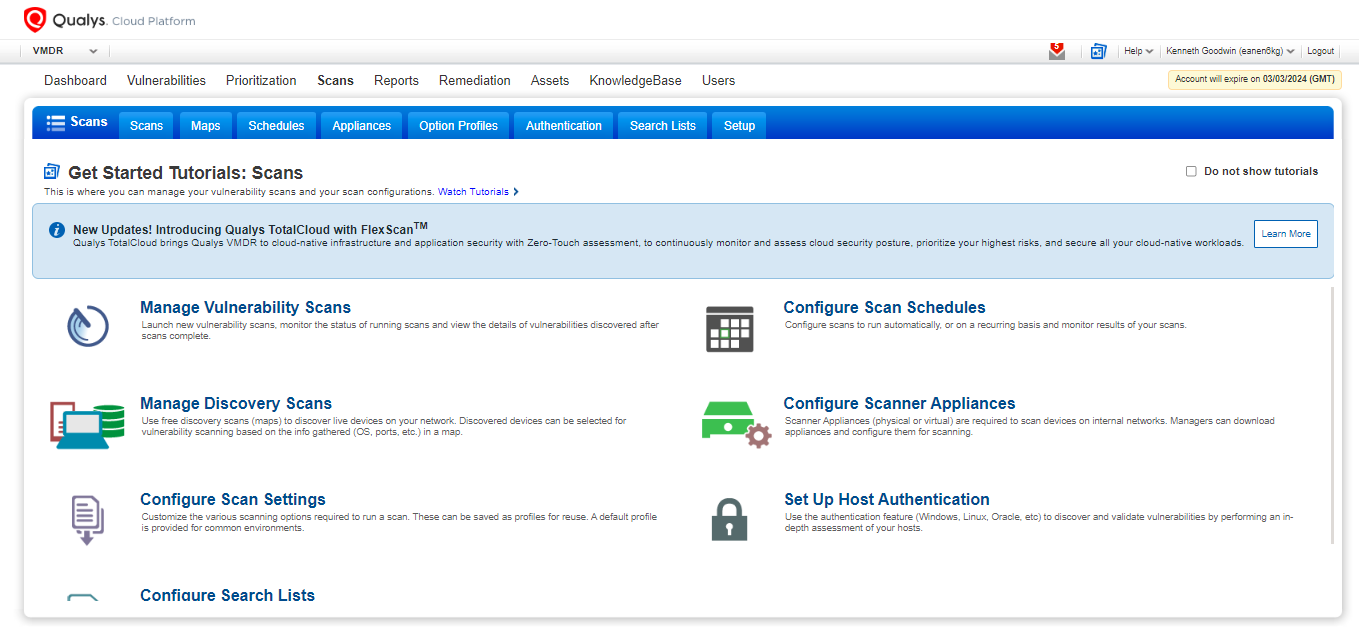 Qualys. Cloud Platform
VMDR
5
Help
Kenneth Goodwin (eanen6kg)
Logout
Dashboard Vulnerabilities Prioritization Scans Reports Remediation Assets KnowledgeBase Users
Account will expire on 03/03/2024 (GMT)
Scans Scans Maps Schedules Appliances Option Profiles Authentication Search Lists Setup
Get Started Tutorials: Scans
Do not show tutorials
This is where you can manage your vulnerability scans and your scan configurations. Watch Tutorials
New Updates! Introducing Qualys TotalCloud with FlexScanTM
Qualys TotalCloud brings Qualys VMDR to cloud-native infrastructure and application security with Zero-Touch assessment, to continuously monitor and assess cloud security posture, prioritize your highest risks, and secure all your cloud-native workloads.
Learn More
Manage Vulnerability Scans
Launch new vulnerability scans, monitor the status of running scans and view the details of vulnerabilities discovered after
scans complete.
Configure Scan Schedules
Configure scans to run automatically, or on a recurring basis and monitor results of your scans.
Manage Discovery Scans
Use free discovery scans (maps) to discover live devices on your network. Discovered devices can be selected for
vulnerability scanning based on the info gathered (OS, ports, etc.) in a map.
Configure Scanner Appliances
Scanner Appliances (physical or virtual) are required to scan devices on internal networks. Managers can download
appliances and configure them for scanning.
Configure Scan Settings
Customize the various scanning options required to run a scan. These can be saved as profiles for reuse. A default profile
is provided for common environments.
Set Up Host Authentication
Use the authentication feature (Windows, Linux, Oracle, etc) to discover and validate vulnerabilities by performing an in-
depth assessment of your hosts.
Configure Search Lists